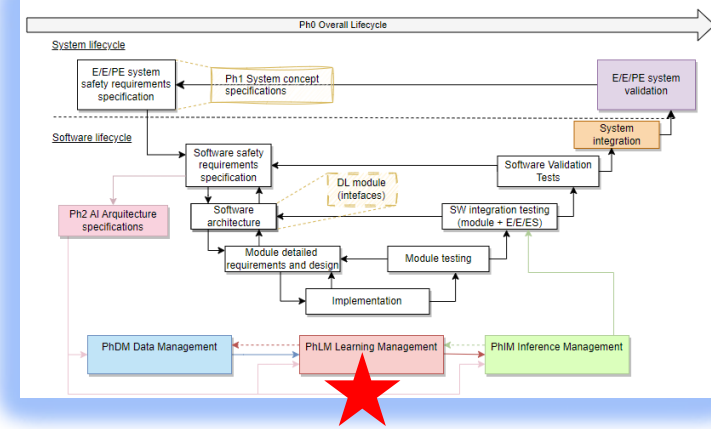 Ph0 Overall Lifecycle
System lifecycle
E/E/PE system
safety requirements
specification
Ph1 System concept
specifications
E/E/PE system
validation
Software lifecycle
System
integration
Software safety
requirements
specification
Software Validation
Tests
DL module
(intefaces)
Ph2 AI Arquitecture
specifications
Software
architecture
SW integration testing
(module + E/E/ES)
Module detailed
requirements and design
Module testing
Implementation
PhDM Data Management
PhLM Learning Management
PhIM Inference Management